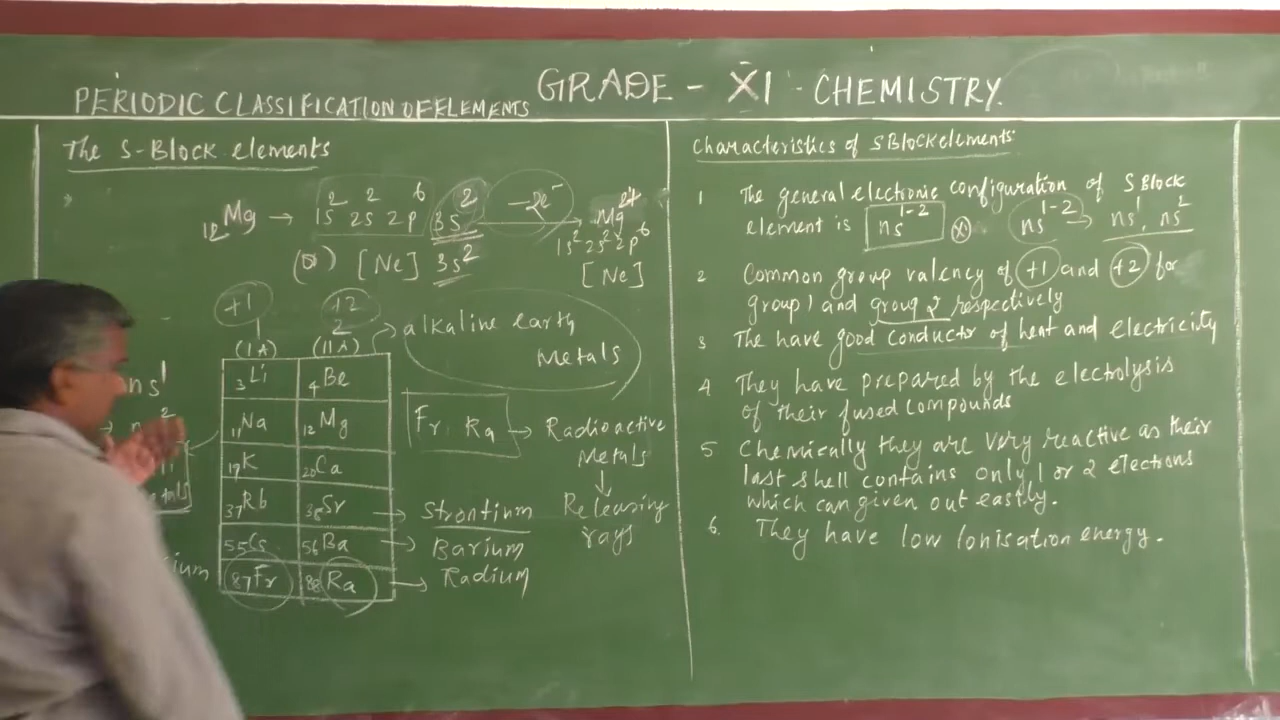 GRADE - XI - CHEMISTRY.
PERIODIC CLASSIFICATION OF ELEMENTS
The S-Block elements
₁₂Mg → 1s² 2s² 2p⁶ 3s² -2e⁻ → Mg²⁺
1s² 2s² 2p⁶
[Ne] 3s² [Ne]
+1 +2
2
(IA) (IIA) alkaline earth
Metals
ns¹
₃Li ₄Be
₁₁Na ₁₂Mg
₁₉K ₂₀Ca
₃₇Rb ₃₈Sr → Strontium
₅₅Cs ₅₆Ba → Barium
₈₇Fr ₈₈Ra → Radium
Fr, Ra → Radioactive
Metals
↓
Releasing
rays
Characteristics of S Block elements
1 The general electronic configuration of S Block
element is ns¹⁻² ns¹⁻² → ns¹, ns²
2 Common group valency of +1 and +2 for
group 1 and group 2 respectively
3 The have good conducts of heat and electricity
4 They have prepared by the electrolysis
of their fused compounds
5 Chemically they are very reactive as their
last shell contains only 1 or 2 elections
which can given out eastily.
6. They have low Ionisation energy.